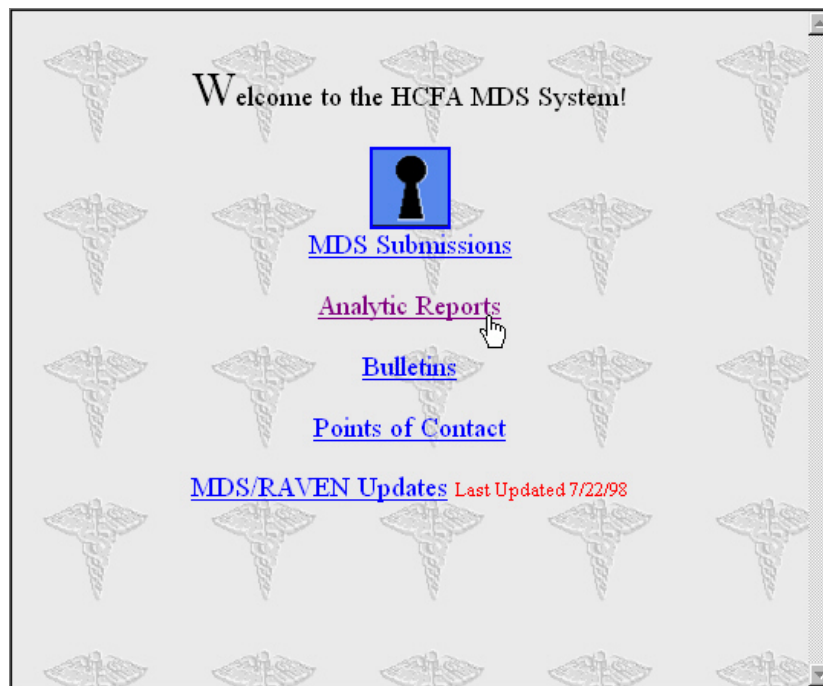 Welcome to the HCFA MDS System!
MDS Submissions
Analytic Reports
Bulletins
Points of Contact
MDS/RAVEN Updates Last Updated 7/22/98